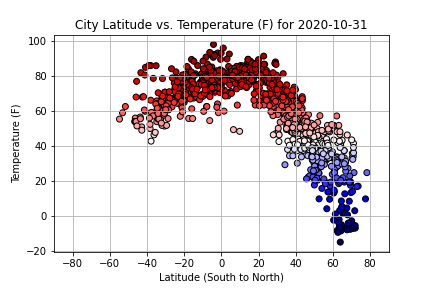 City Latitude vs. Temperature (F) for 2020-10-31
100
80
60
40
20
0
−20
Temperature (F)
−80 −60 −40 −20 0 20 40 60 80
Latitude (South to North)